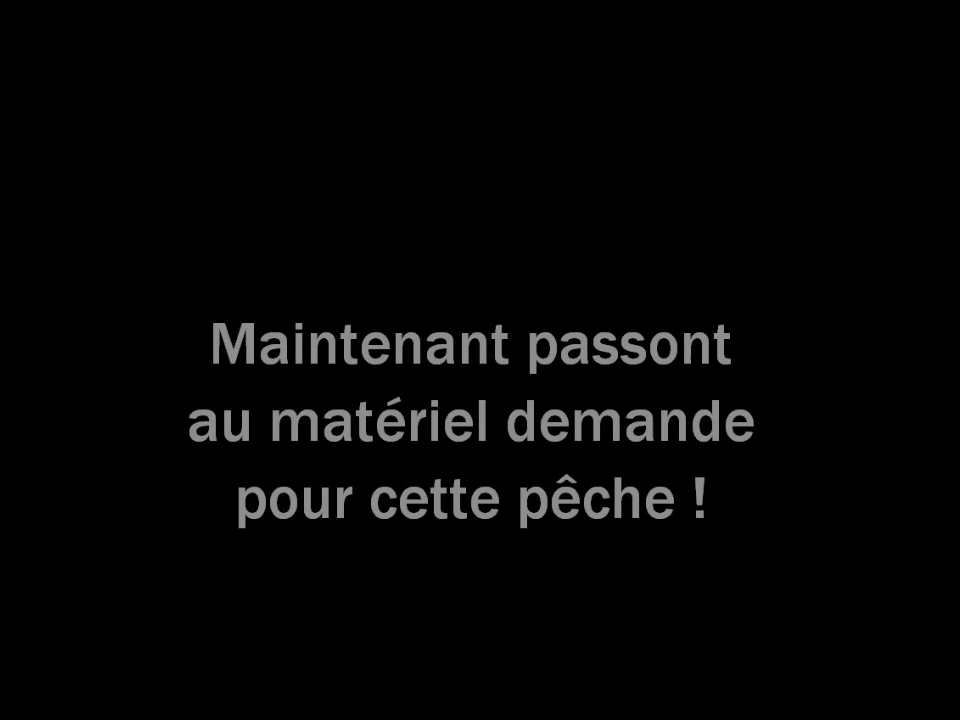 Maintenant passont
au matériel demande
pour cette pêche !